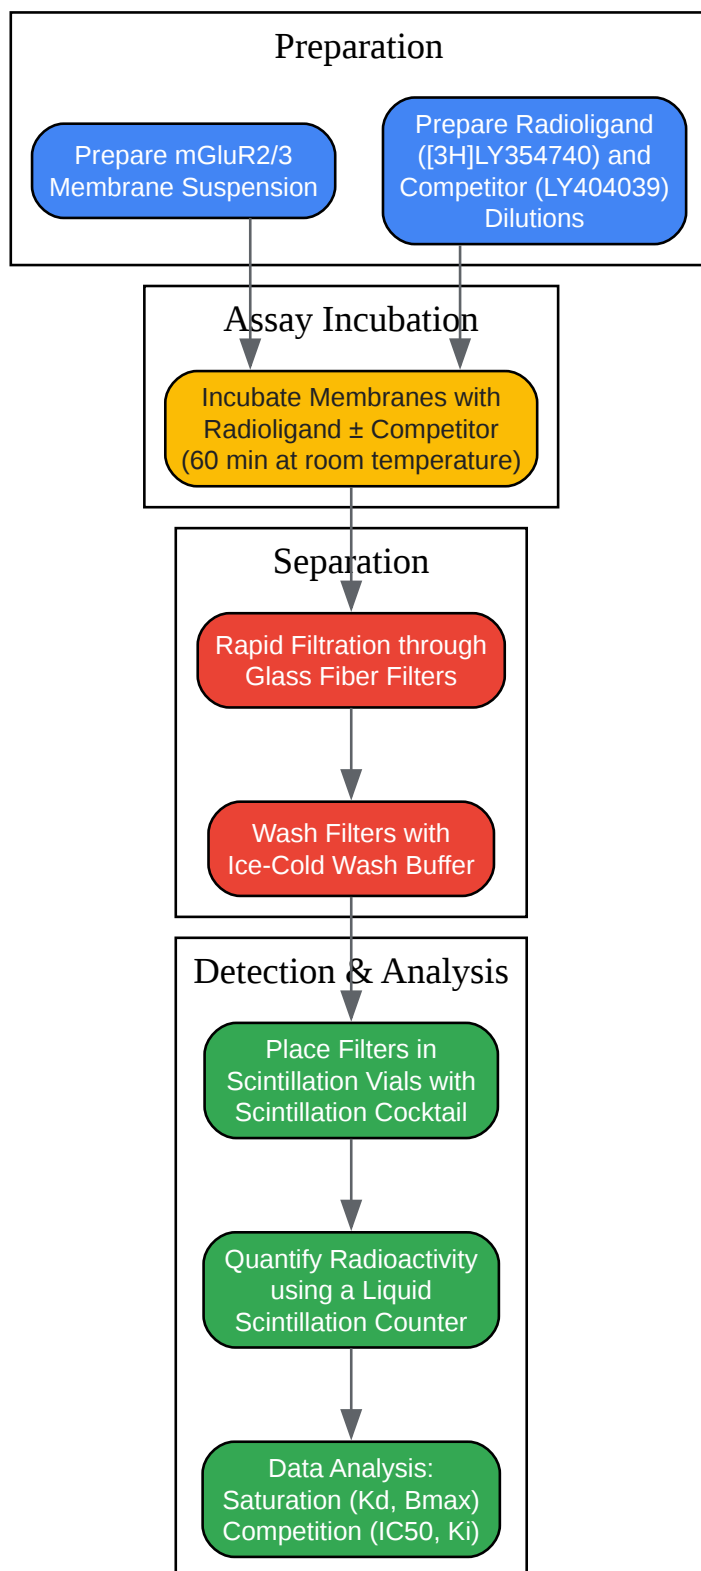 Preparation
Prepare mGluR2/3
Membrane Suspension
Prepare Radioligand
([3H]LY354740) and
Competitor (LY404039)
Dilutions
Assay Incubation
Incubate Membranes with
Radioligand ± Competitor
(60 min at room temperature)
Separation
Rapid Filtration through
Glass Fiber Filters
Wash Filters with
Ice-Cold Wash Buffer
Detection & Analysis
Place Filters in
Scintillation Vials with
Scintillation Cocktail
Quantify Radioactivity
using a Liquid
Scintillation Counter
Data Analysis:
Saturation (Kd, Bmax)
Competition (IC50, Ki)